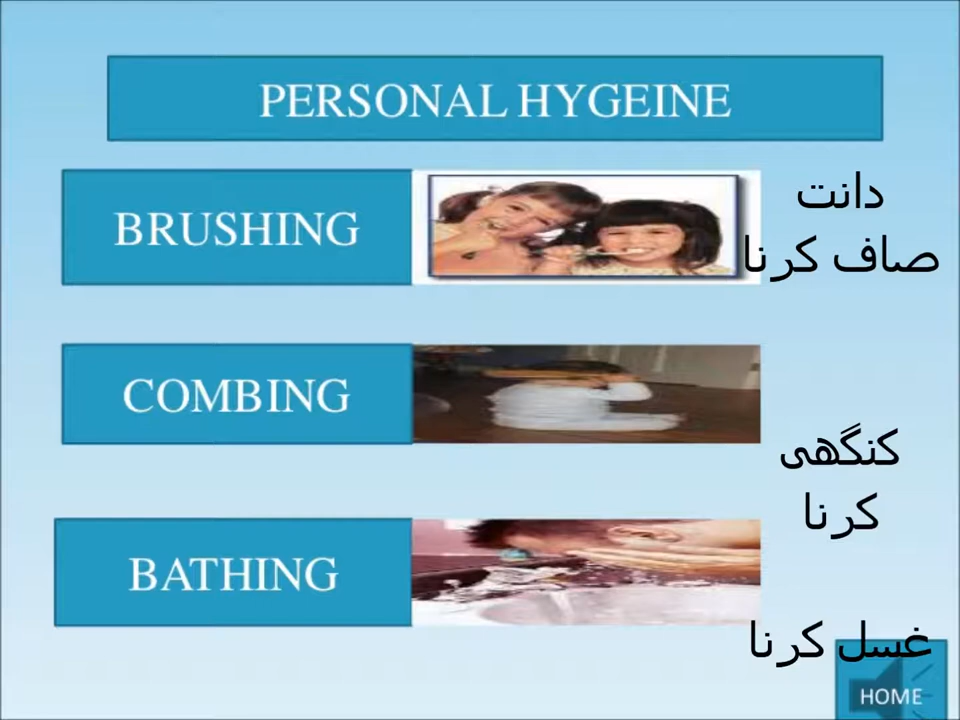 PERSONAL HYGEINE
BRUSHING
دانت
صاف کرنا
COMBING
کنگھی
کرنا
BATHING
غسل کرنا
HOME